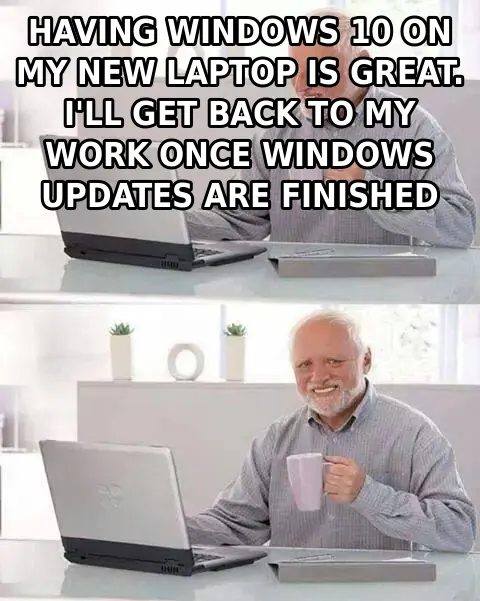 HAVING WINDOWS 10 ON
MY NEW LAPTOP IS GREAT.
I'LL GET BACK TO MY
WORK ONCE WINDOWS
UPDATES ARE FINISHED